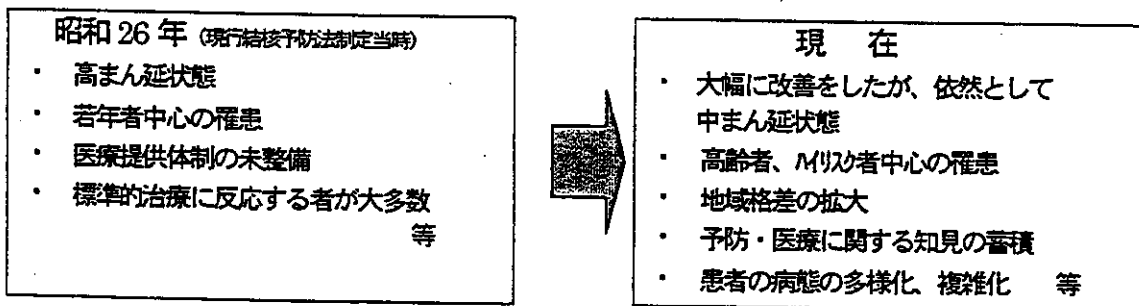 昭和26年（現行結核予防法制定当時）
・ 高まん延状態
・ 若年者中心の罹患
・ 医療提供体制の未整備
・ 標準的治療に反応する者が大多数
等
現 在
・ 大幅に改善をしたが、依然として
中まん延状態
・ 高齢者、ハイリスク者中心の罹患
・ 地域格差の拡大
・ 予防・医療に関する知見の蓄積
・ 患者の病態の多様化、複雑化 等